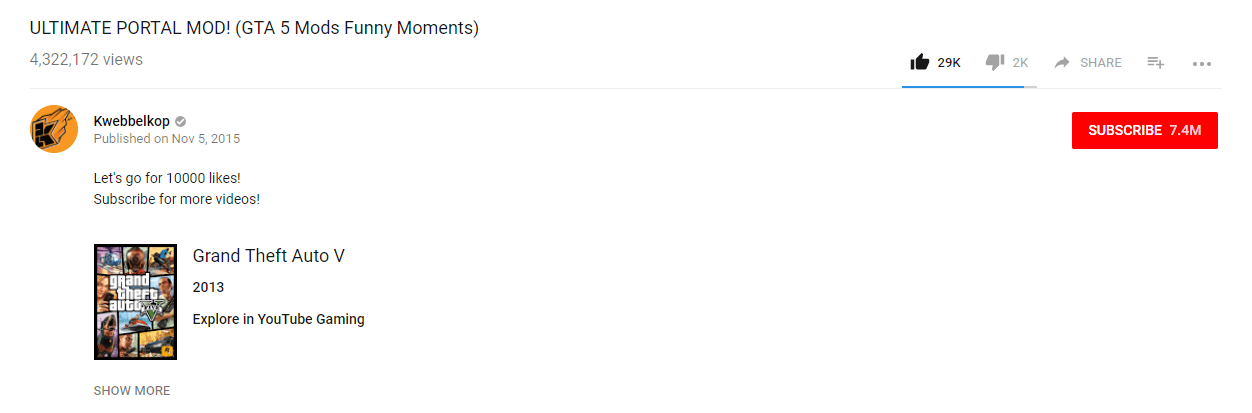 ULTIMATE PORTAL MOD! (GTA 5 Mods Funny Moments)
4,322,172 views
29K 2K SHARE
Kwebbelkop
Published on Nov 5, 2015
SUBSCRIBE 7.4M
Let's go for 10000 likes!
Subscribe for more videos!
grand
theft
auto V
Grand Theft Auto V
2013
Explore in YouTube Gaming
SHOW MORE